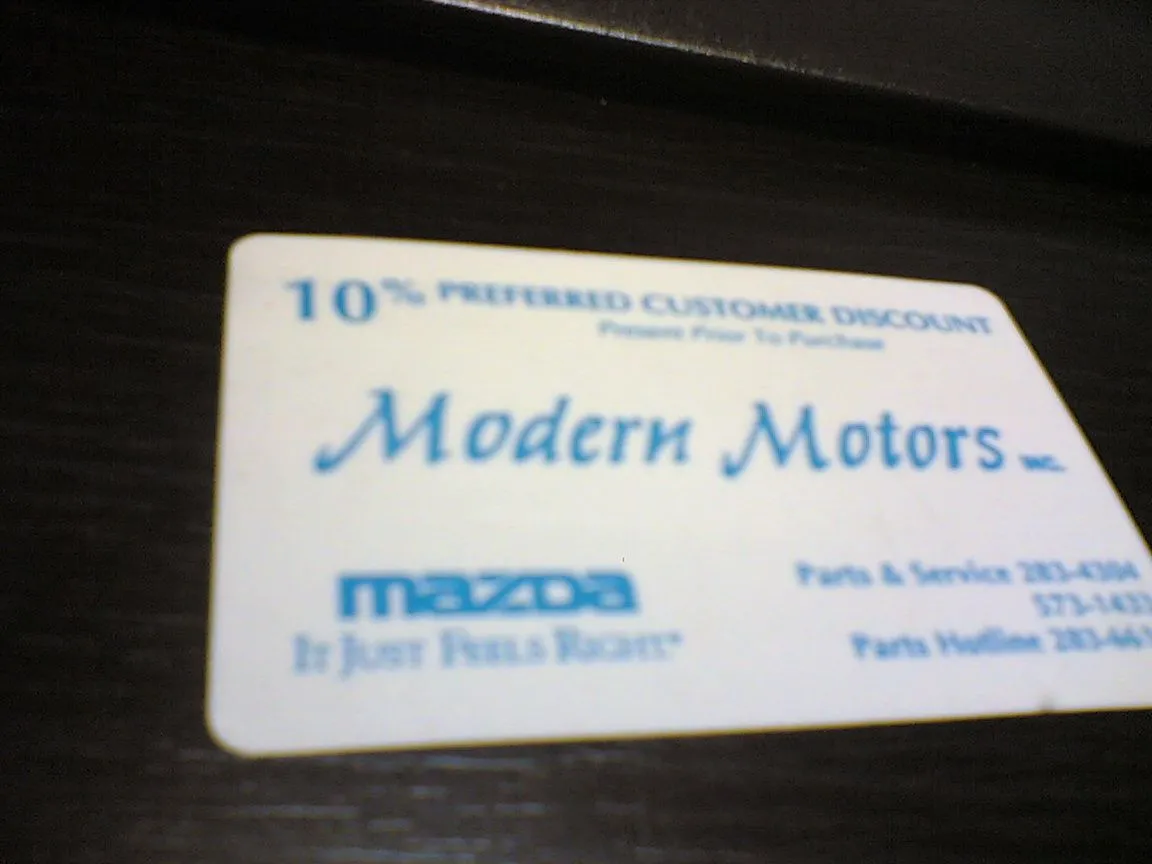 10% PREFERRED CUSTOMER DISCOUNT
Present Prior To Purchase
Modern Motors INC.
mazda
IT JUST FEELS RIGHT.
Parts & Service 283-4304
573-1433
Parts Hotline